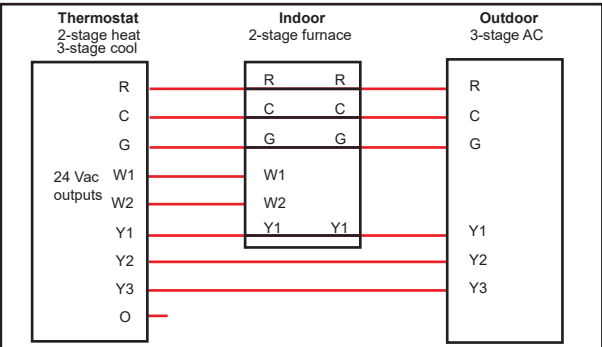 Thermostat
2-stage heat
3-stage cool
Indoor
2-stage furnace
Outdoor
3-stage AC
R
C
G
24 Vac
outputs
W1
W2
Y1
Y2
Y3
O
R R
C C
G G
W1
W2
Y1 Y1
R
C
G
Y1
Y2
Y3